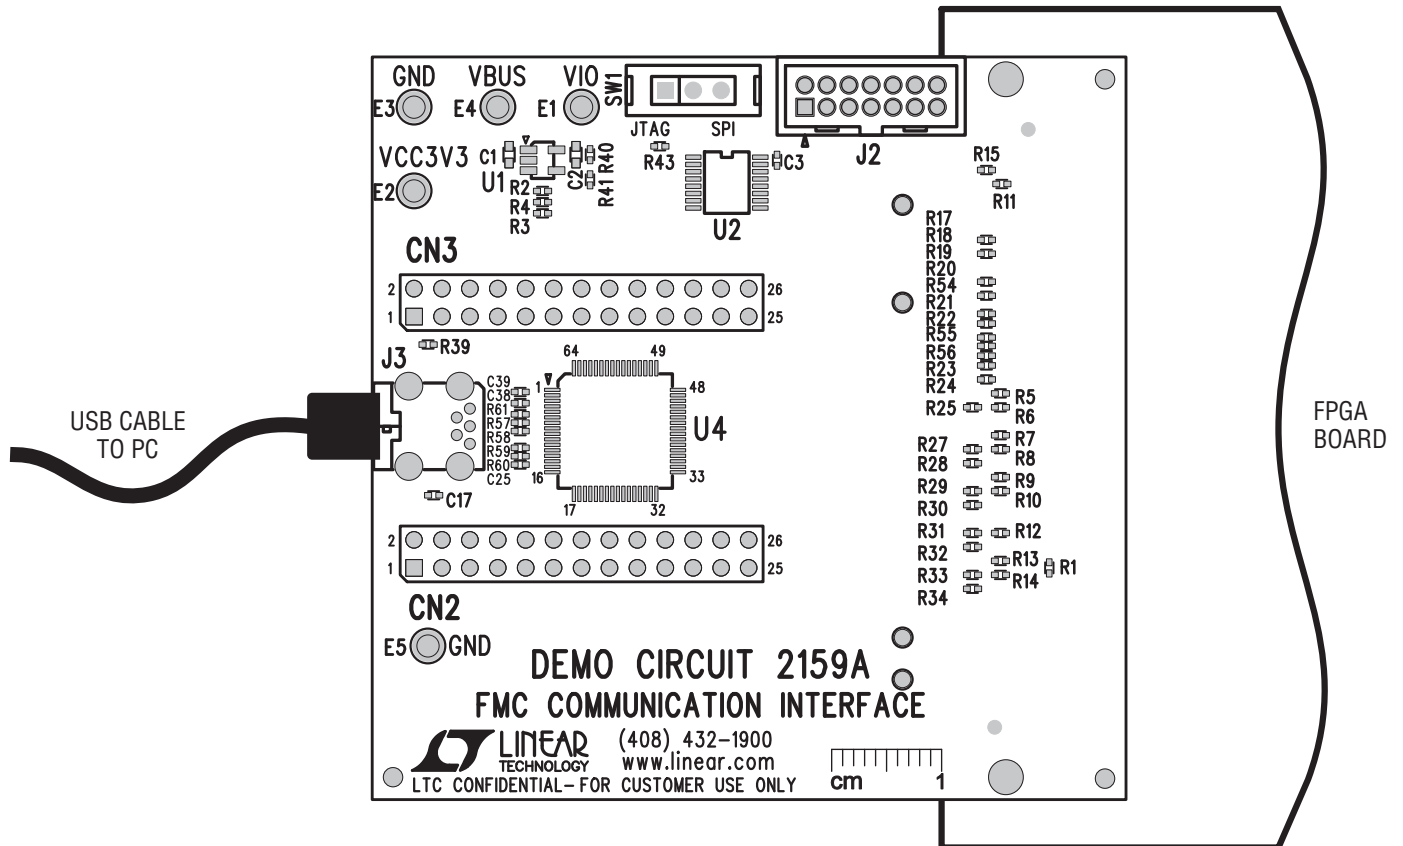 GND VBUS VIO
E3 E4 E1 SW1
JTAG SPI
J2
VCC3V3
C1 U1 C2 R40 R43 C3
E2 R2 R41 R15
R4 R11
R3 U2
R17
R18
R19
R20
R54
R21
R22
R55
R56
R23
R24
R25
R5
R6
R7
R8
R9
R10
R27
R28
R29
R30
R31 R12
R32
R33 R13
R34 R14 R1
CN3
2 26
1 25
R39
J3 64 49
C39 1 48
C38
R61
R57
R58
R59
R60
C25
U4
16 33
17 32
C17
USB CABLE
TO PC
FPGA
BOARD
2 26
1 25
CN2
E5 GND
DEMO CIRCUIT 2159A
FMC COMMUNICATION INTERFACE
LINEAR
TECHNOLOGY
(408) 432-1900
www.linear.com
LTC CONFIDENTIAL-FOR CUSTOMER USE ONLY
cm 1